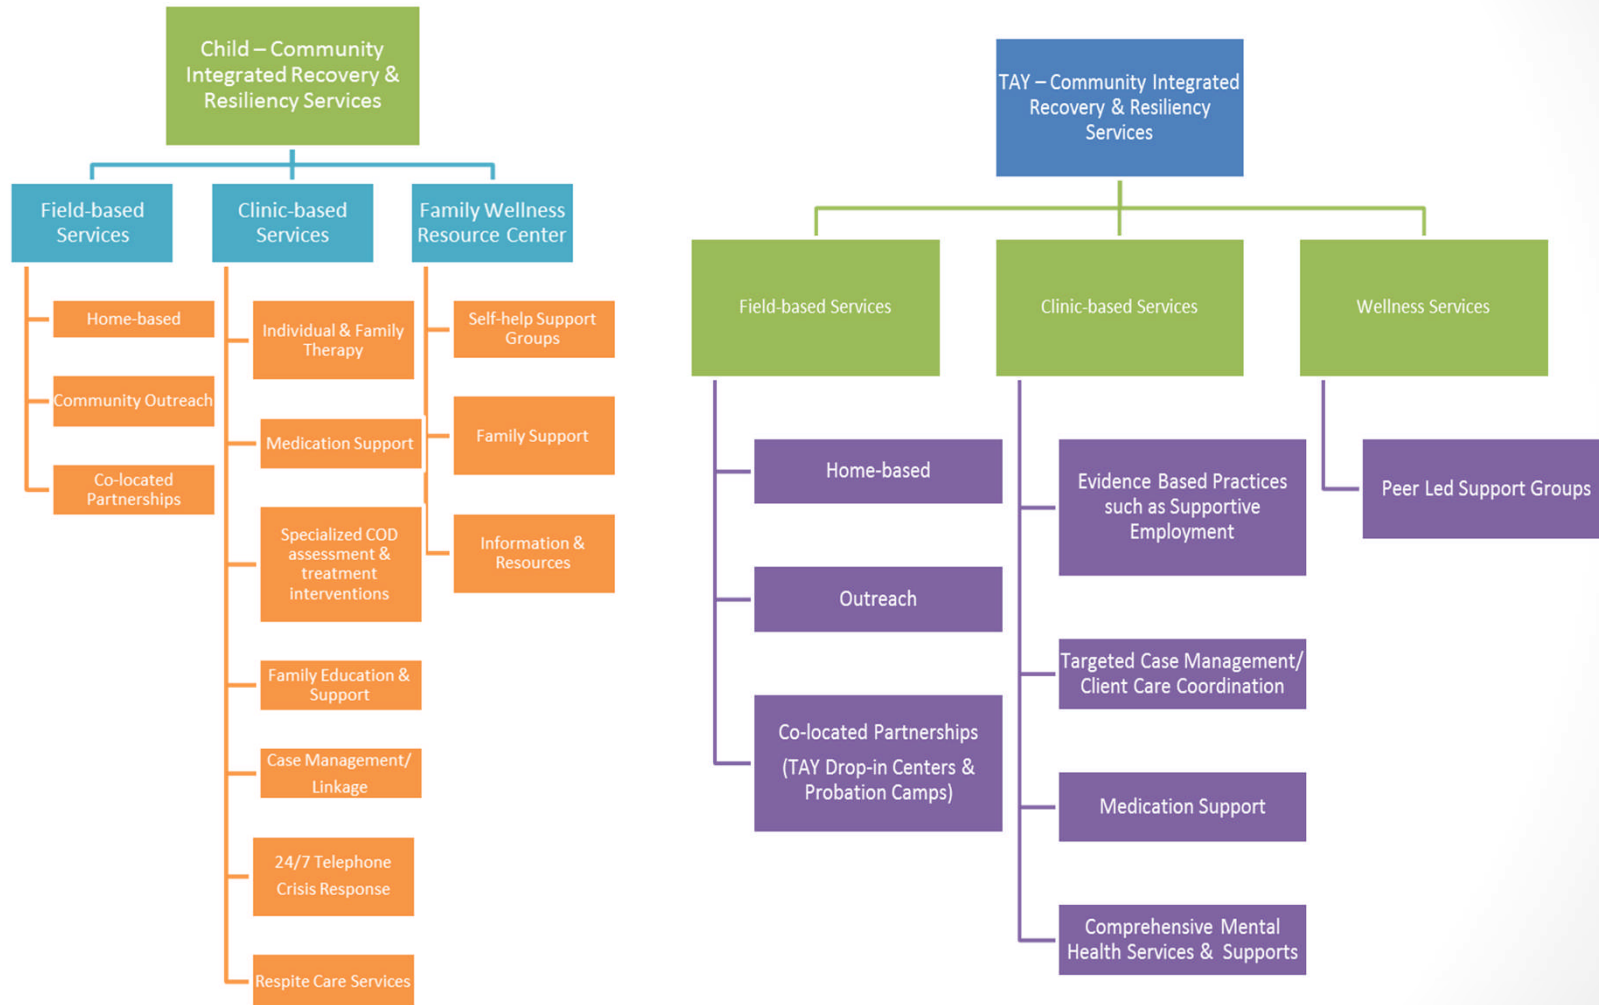 Child – Community
Integrated Recovery &
Resiliency Services
Field-based
Services
Home-based
Community Outreach
Co-located
Partnerships
Clinic-based
Services
Individual & Family
Therapy
Medication Support
Specialized COD
assessment &
treatment
interventions
Family Education &
Support
Case Management/
Linkage
24/7 Telephone
Crisis Response
Respite Care Services
Family Wellness
Resource Center
Self-help Support
Groups
Family Support
Information &
Resources
TAY – Community Integrated
Recovery & Resiliency
Services
Field-based Services
Home-based
Outreach
Co-located Partnerships
(TAY Drop-in Centers &
Probation Camps)
Clinic-based Services
Evidence Based Practices
such as Supportive
Employment
Targeted Case Management/
Client Care Coordination
Medication Support
Comprehensive Mental
Health Services & Supports
Wellness Services
Peer Led Support Groups